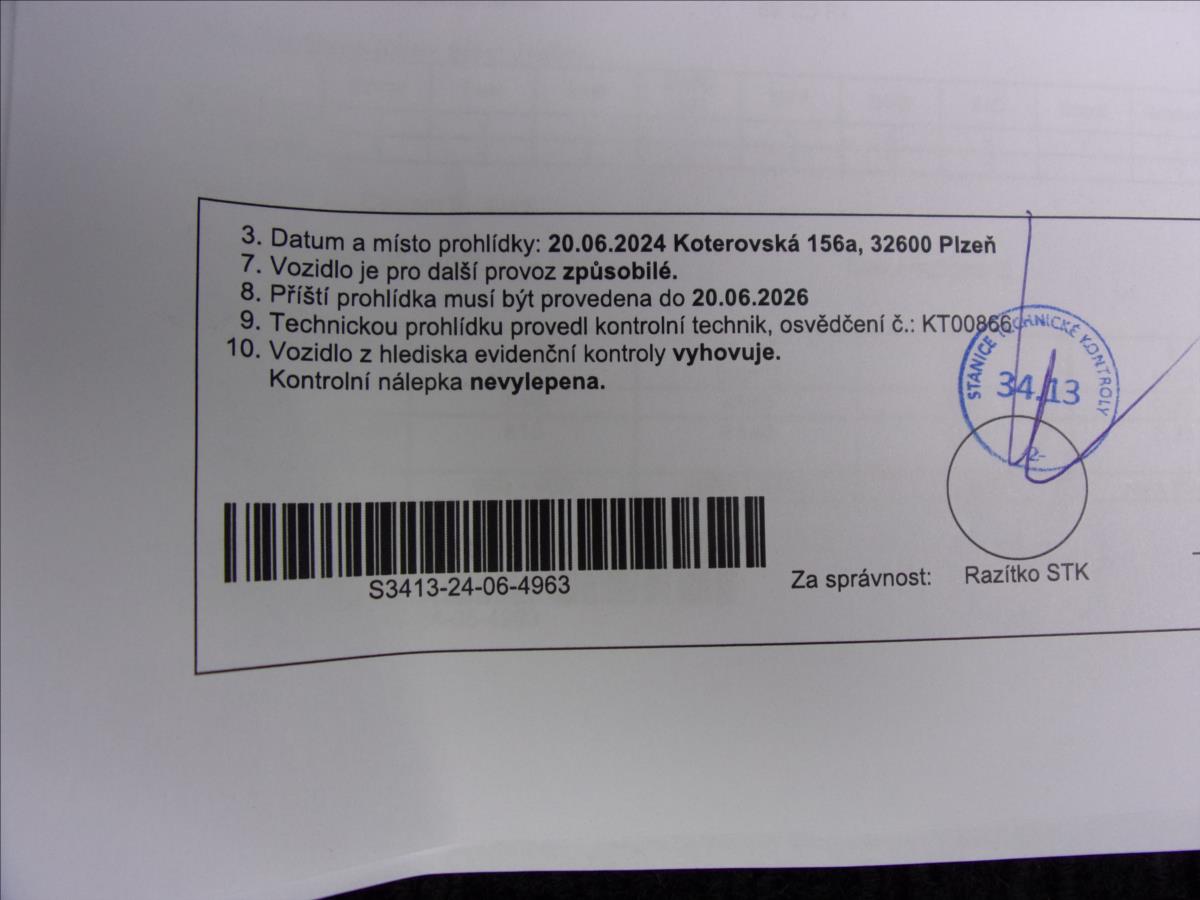 3. Datum a místo prohlídky: 20.06.2024 Koterovská 156a, 32600 Plzeň
7. Vozidlo je pro další provoz způsobilé.
8. Příští prohlídka musí být provedena do 20.06.2026
9. Technickou prohlídku provedl kontrolní technik, osvědčení č.: KT00866
10. Vozidlo z hlediska evidenční kontroly vyhovuje.
Kontrolní nálepka nevylepena.
STANICE TECHNICKÉ KONTROLY
34.13
-2-
S3413-24-06-4963
Za správnost: Razítko STK